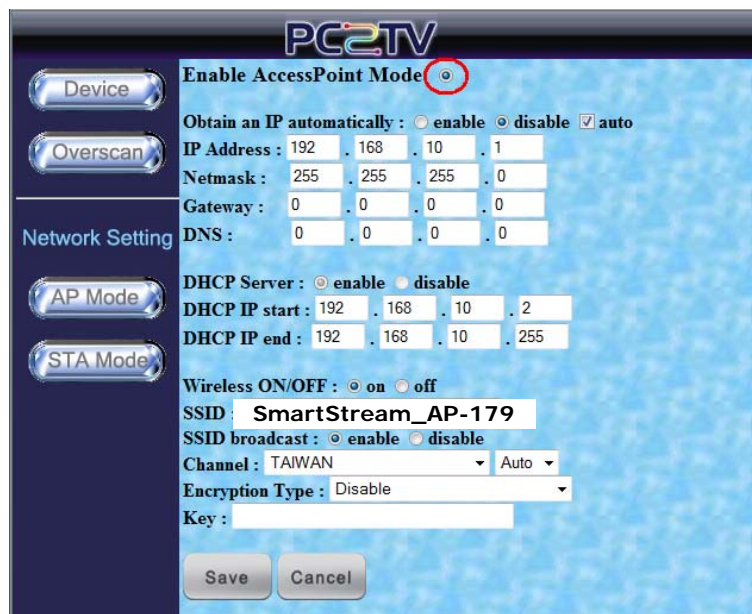 PC2TV
Device
Overscan
Network Setting
AP Mode
STA Mode
Enable AccessPoint Mode
Obtain an IP automatically : enable disable auto
IP Address : 192 . 168 . 10 . 1
Netmask : 255 . 255 . 255 . 0
Gateway : 0 . 0 . 0 . 0
DNS : 0 . 0 . 0 . 0
DHCP Server : enable disable
DHCP IP start : 192 . 168 . 10 . 2
DHCP IP end : 192 . 168 . 10 . 255
Wireless ON/OFF : on off
SSID : SmartStream_AP-179
SSID broadcast : enable disable
Channel : TAIWAN Auto
Encryption Type : Disable
Key :
Save Cancel